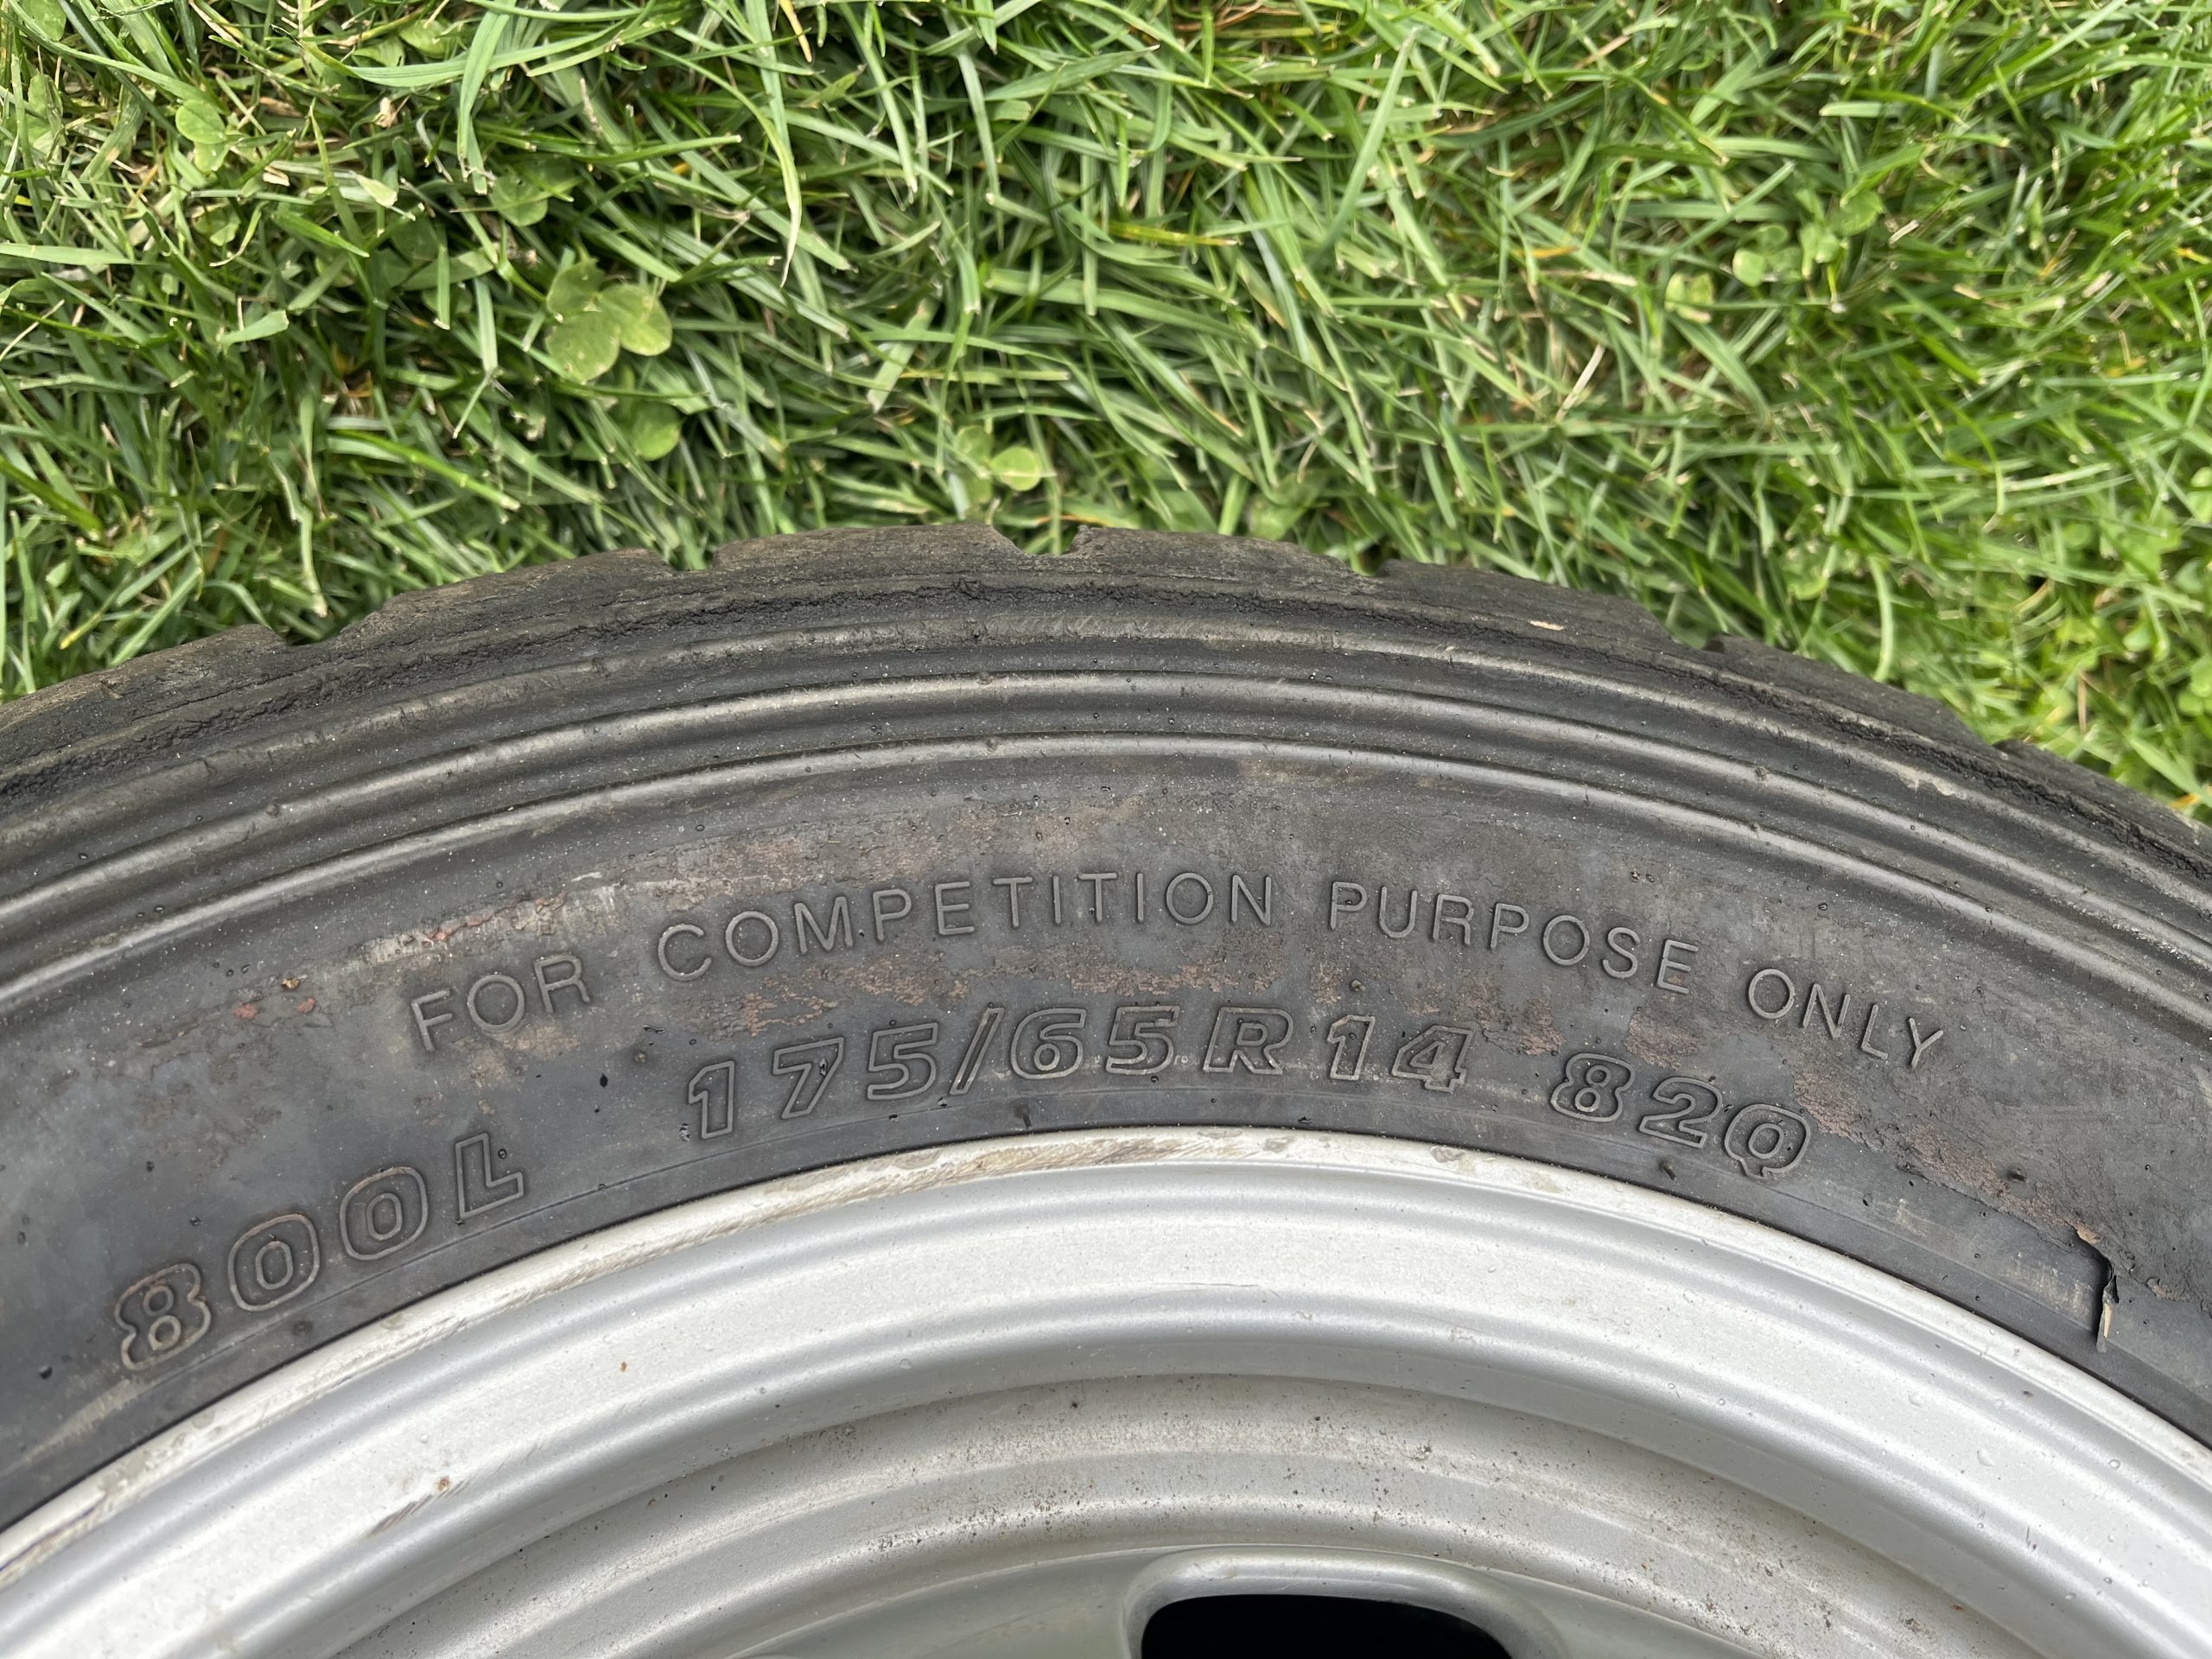 FOR COMPETITION PURPOSE ONLY
800L 175/65R14 82Q